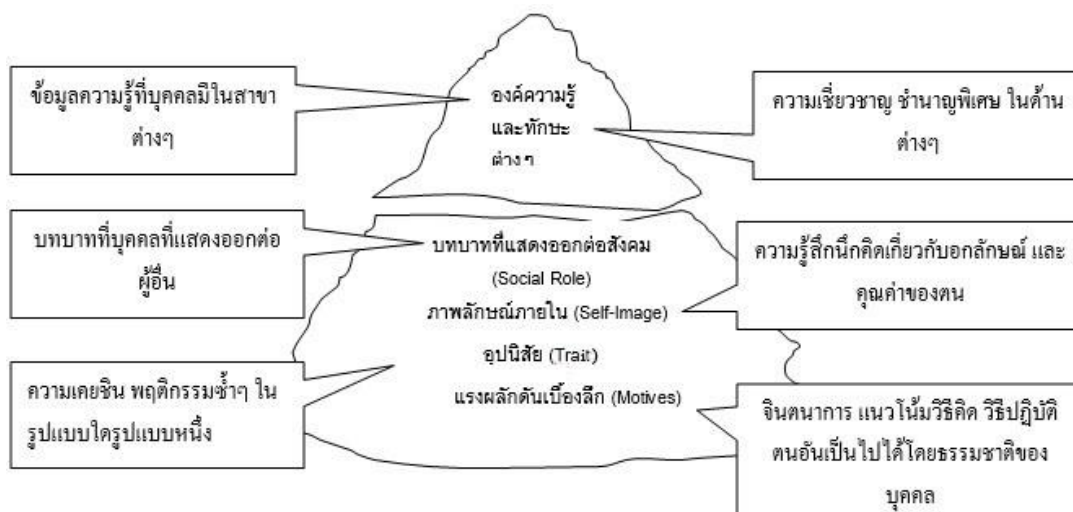 ข้อมูลความรู้ที่บุคคลมีในสาขา
ต่างๆ
องค์ความรู้
และทักษะ
ต่างๆ
ความเชี่ยวชาญ ชำนาญพิเศษ ในด้าน
ต่างๆ
บทบาทที่บุคคลที่แสดงออกต่อ
ผู้อื่น
บทบาทที่แสดงออกต่อสังคม
(Social Role)
ภาพลักษณ์ภายใน (Self-Image)
อุปนิสัย (Trait)
แรงผลักดันเบื้องลึก (Motives)
ความรู้สึกนึกคิดเกี่ยวกับอกลักษณ์ และ
คุณค่าของตน
ความเคยชิน พฤติกรรมซ้ำๆ ใน
รูปแบบใดรูปแบบหนึ่ง
จินตนาการ แนวโน้มวิธีคิด วิธีปฏิบัติ
ตนอันเป็นไปได้โดยธรรมชาติของ
บุคคล